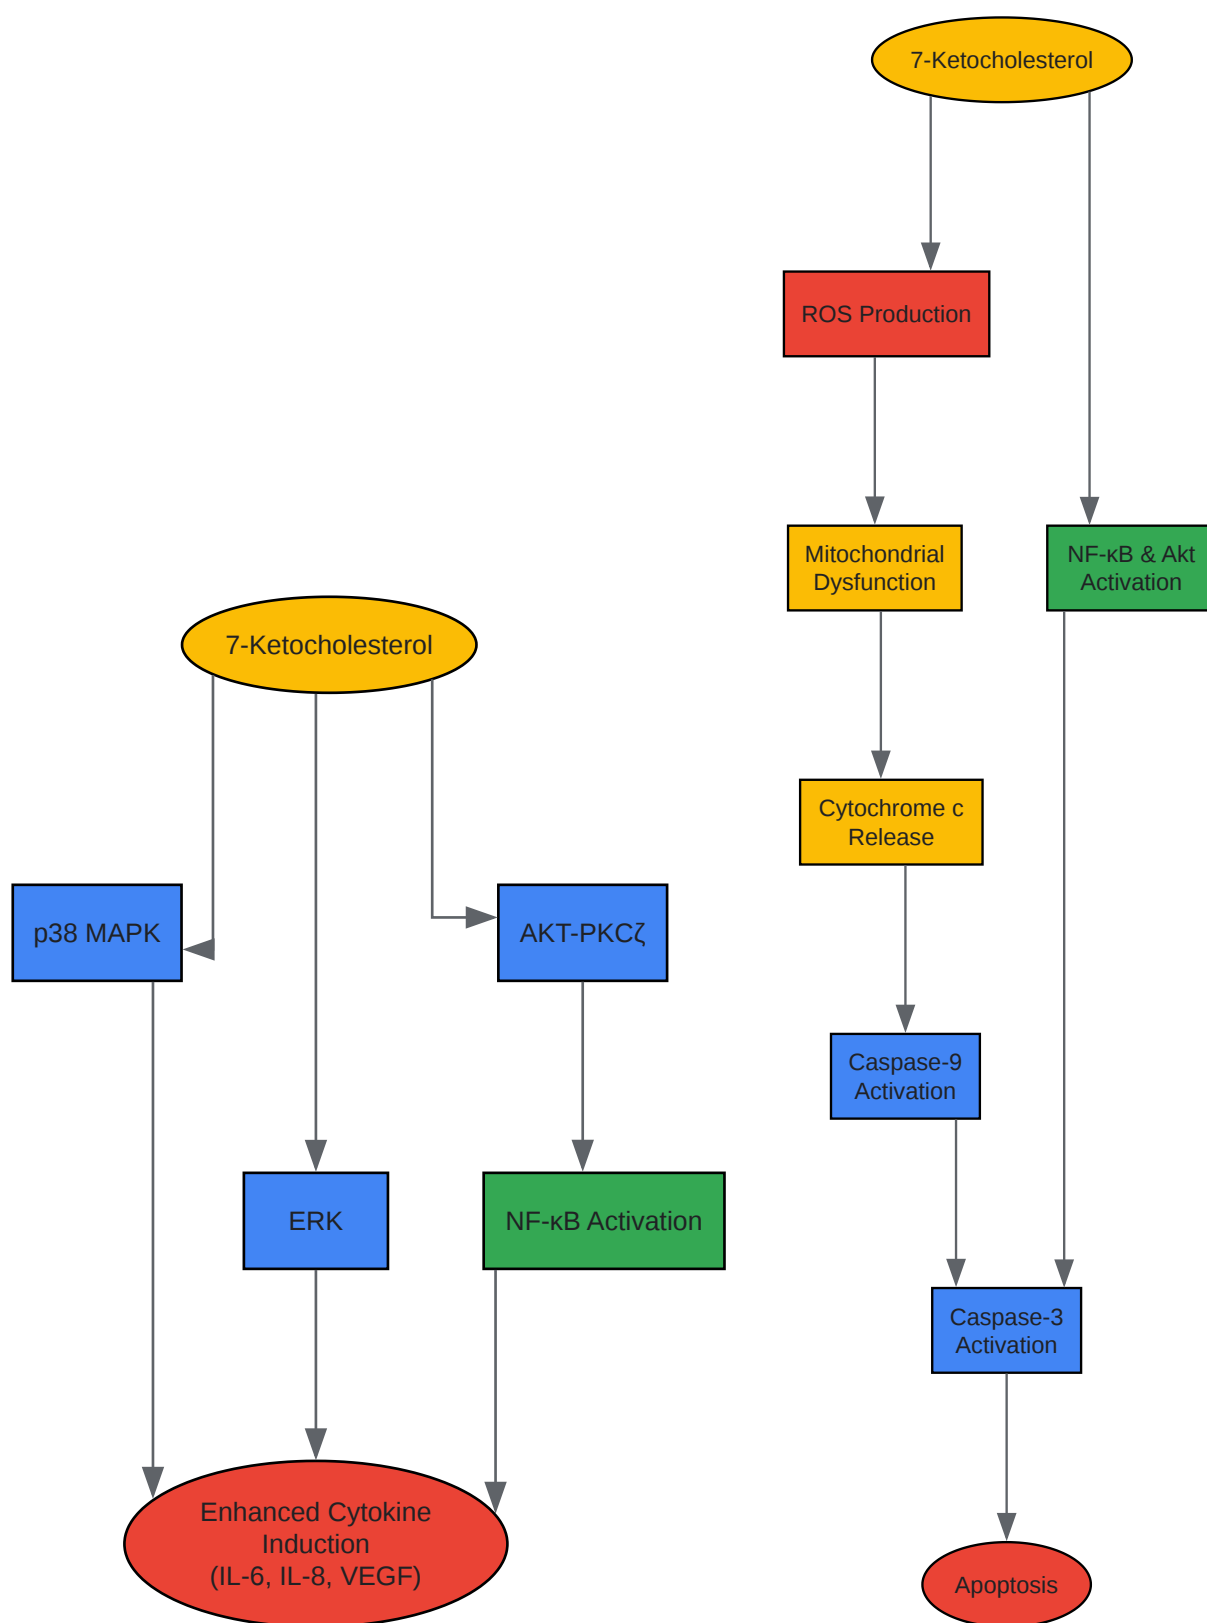 7-Ketocholesterol
p38 MAPK
AKT-PKCζ
ERK
NF-κB Activation
Enhanced Cytokine
Induction
(IL-6, IL-8, VEGF)
7-Ketocholesterol
ROS Production
Mitochondrial
Dysfunction
NF-κB & Akt
Activation
Cytochrome c
Release
Caspase-9
Activation
Caspase-3
Activation
Apoptosis